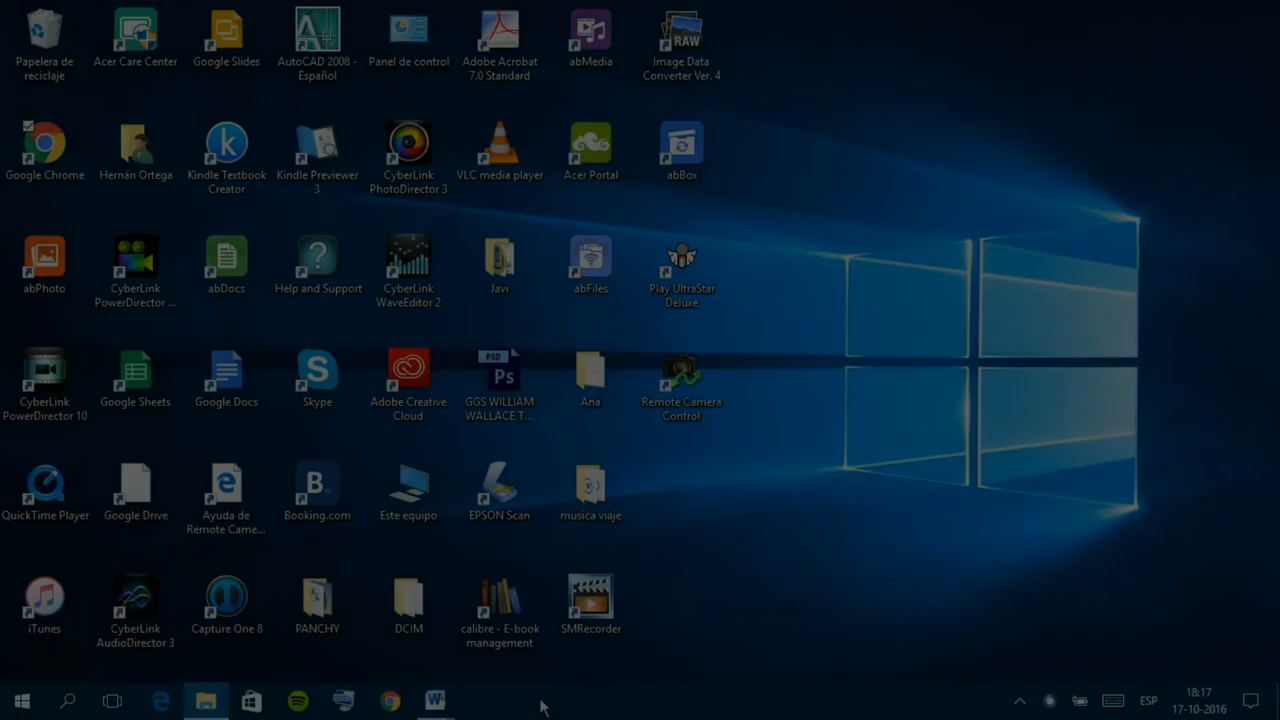 Papelera de
reciclaje
Acer Care Center
Google Slides
AutoCAD 2008 -
Español
Panel de control
Adobe Acrobat
7.0 Standard
abMedia
RAW
Image Data
Converter Ver. 4
Google Chrome
Hernán Ortega
k
Kindle Textbook
Creator
Kindle Previewer
3
CyberLink
PhotoDirector 3
VLC media player
Acer Portal
abBox
abPhoto
CyberLink
PowerDirector ...
abDocs
?
Help and Support
CyberLink
WaveEditor 2
Javi
abFiles
Play UltraStar
Deluxe
CyberLink
PowerDirector 10
Google Sheets
Google Docs
S
Skype
Adobe Creative
Cloud
PSD
Ps
GGS WILLIAM
WALLACE T...
Ana
Remote Camera
Control
QuickTime Player
Google Drive
e
Ayuda de
Remote Came...
B.
Booking.com
Este equipo
EPSON Scan
musica viaje
iTunes
CyberLink
AudioDirector 3
Capture One 8
PANCHY
DCIM
calibre - E-book
management
SMRecorder
W
ESP
18:17
17-10-2016